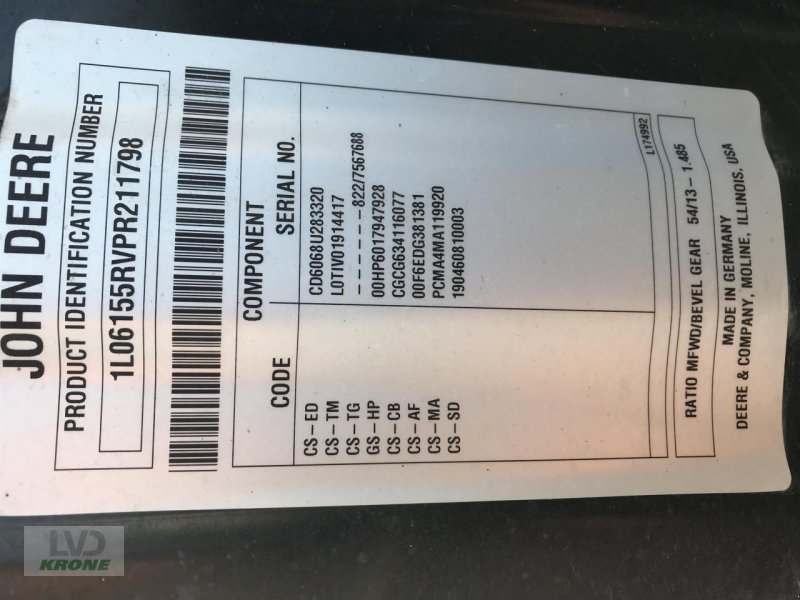 JOHN DEERE
PRODUCT IDENTIFICATION NUMBER
1L06155RVPR211798
COMPONENT
CODE SERIAL NO.
CS-ED CD6068U283320
CS-TM L0TIV01914417
CS-TG -------822/7567688
GS-HP 00HP6017947928
CS-CB CGC6634116077
CS-AF 00F6EDG381381
CS-MA PCMA4MA119920
CS-SD 190460810003
L174992
RATIO MFWD/BEVEL GEAR 54/13-1.485
MADE IN GERMANY
DEERE & COMPANY, MOLINE, ILLINOIS, USA
LVD
KRONE